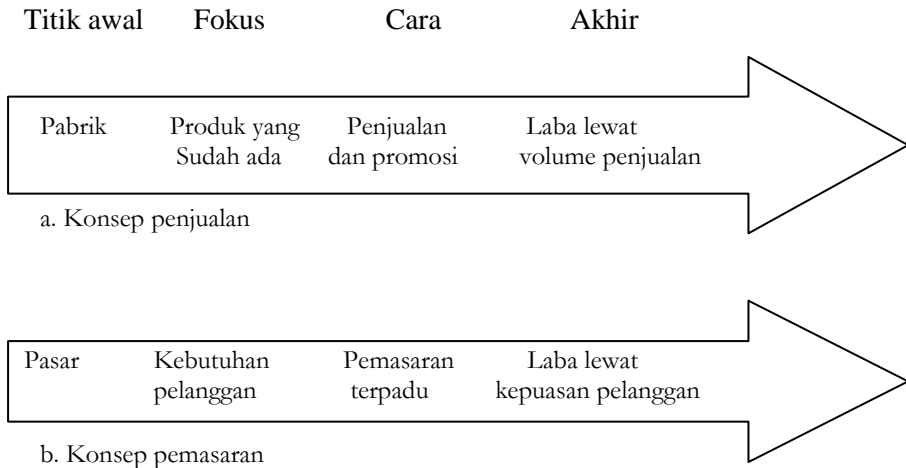 Titik awal Fokus Cara Akhir
Pabrik Produk yang Penjualan Laba lewat
Sudah ada dan promosi volume penjualan
a. Konsep penjualan
Pasar Kebutuhan Pemasaran Laba lewat
pelanggan terpadu kepuasan pelanggan
b. Konsep pemasaran